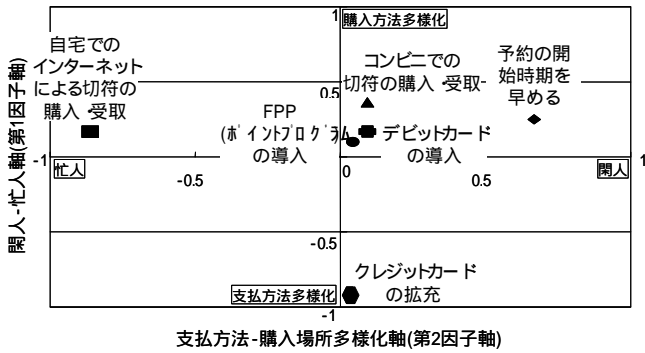 1
購入方法多様化
自宅での
インターネット
による切符の
購入・受取
コンビニでの
切符の購入・受取
予約の開
始時期を
早める
0.5
FPP
(ﾎﾟｲﾝﾄﾌﾟﾛｸﾞﾗﾑ
の導入
デビットカード
の導入
-1
忙人
-0.5
0
0.5
閑人
1
-0.5
クレジットカード
の拡充
支払方法多様化
-1
閑人-忙人軸(第1因子軸)
支払方法-購入場所多様化軸(第2因子軸)